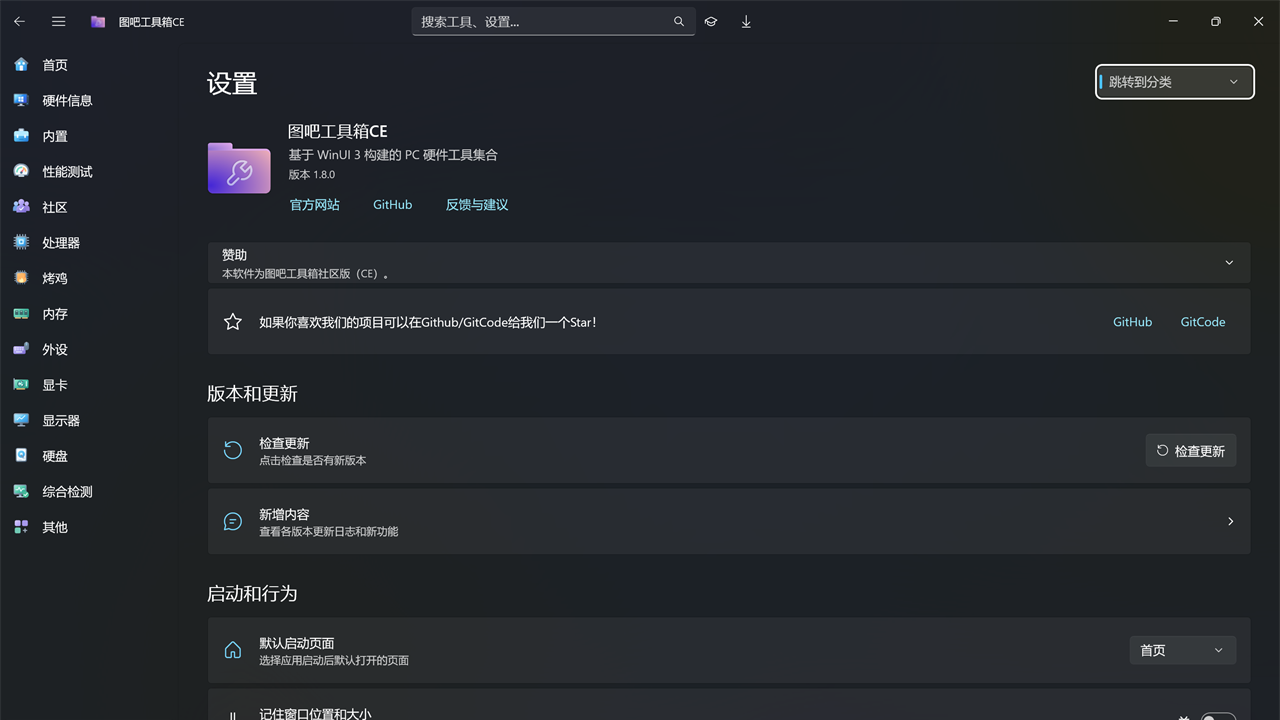 图吧工具箱CE
搜索工具、设置...
首页
硬件信息
内置
性能测试
社区
处理器
烤鸡
内存
外设
显卡
显示器
硬盘
综合检测
其他
设置
跳转到分类
图吧工具箱CE
基于 WinUI 3 构建的 PC 硬件工具集合
版本 1.8.0
官方网站 GitHub 反馈与建议
赞助
本软件为图吧工具箱社区版（CE）。
如果你喜欢我们的项目可以在Github/GitCode给我们一个Star！
GitHub GitCode
版本和更新
检查更新
点击检查是否有新版本
检查更新
新增内容
查看各版本更新日志和新功能
启动和行为
默认启动页面
选择应用启动后默认打开的页面
首页
记住窗口位置和大小